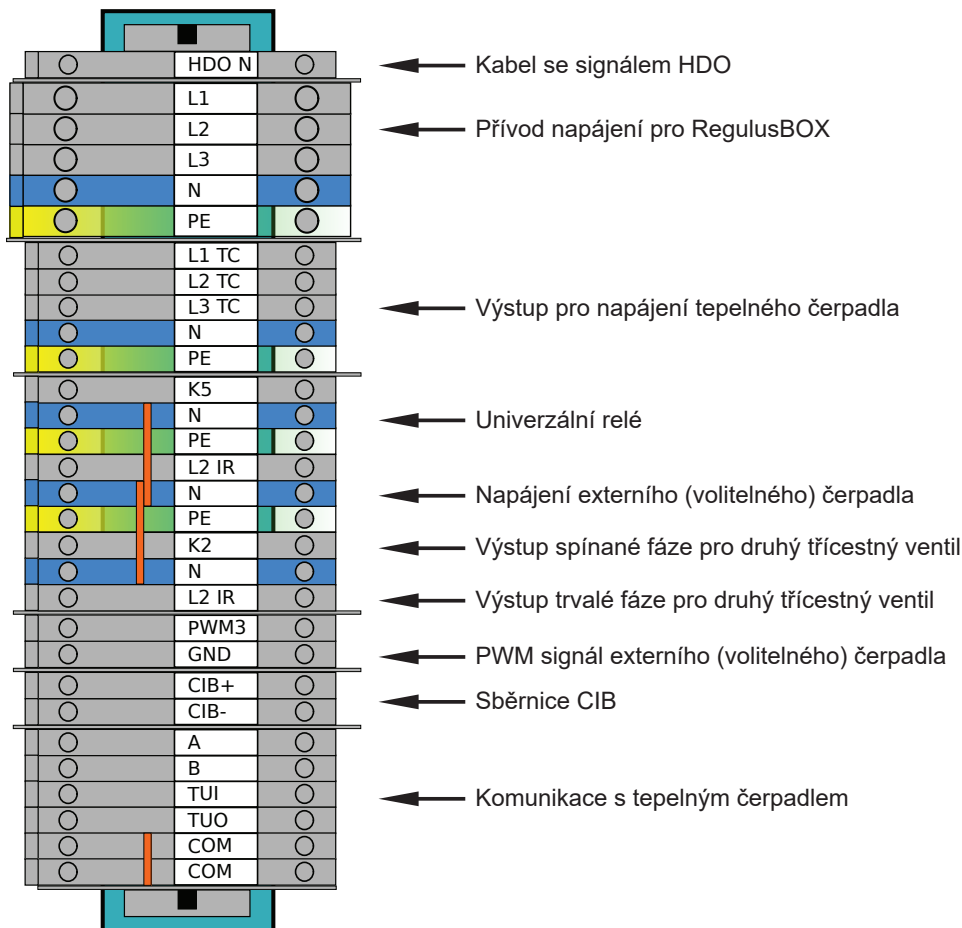 HDO N Kabel se signálem HDO
L1
L2 Přívod napájení pro RegulusBOX
L3
N
PE
L1 TC
L2 TC
L3 TC Výstup pro napájení tepelného čerpadla
N
PE
K5
N Univerzální relé
PE
L2 IR
N Napájení externího (volitelného) čerpadla
PE
K2 Výstup spínané fáze pro druhý třícestný ventil
N
L2 IR Výstup trvalé fáze pro druhý třícestný ventil
PWM3
GND PWM signál externího (volitelného) čerpadla
CIB+ Sběrnice CIB
CIB-
A
B
TUI Komunikace s tepelným čerpadlem
TUO
COM
COM